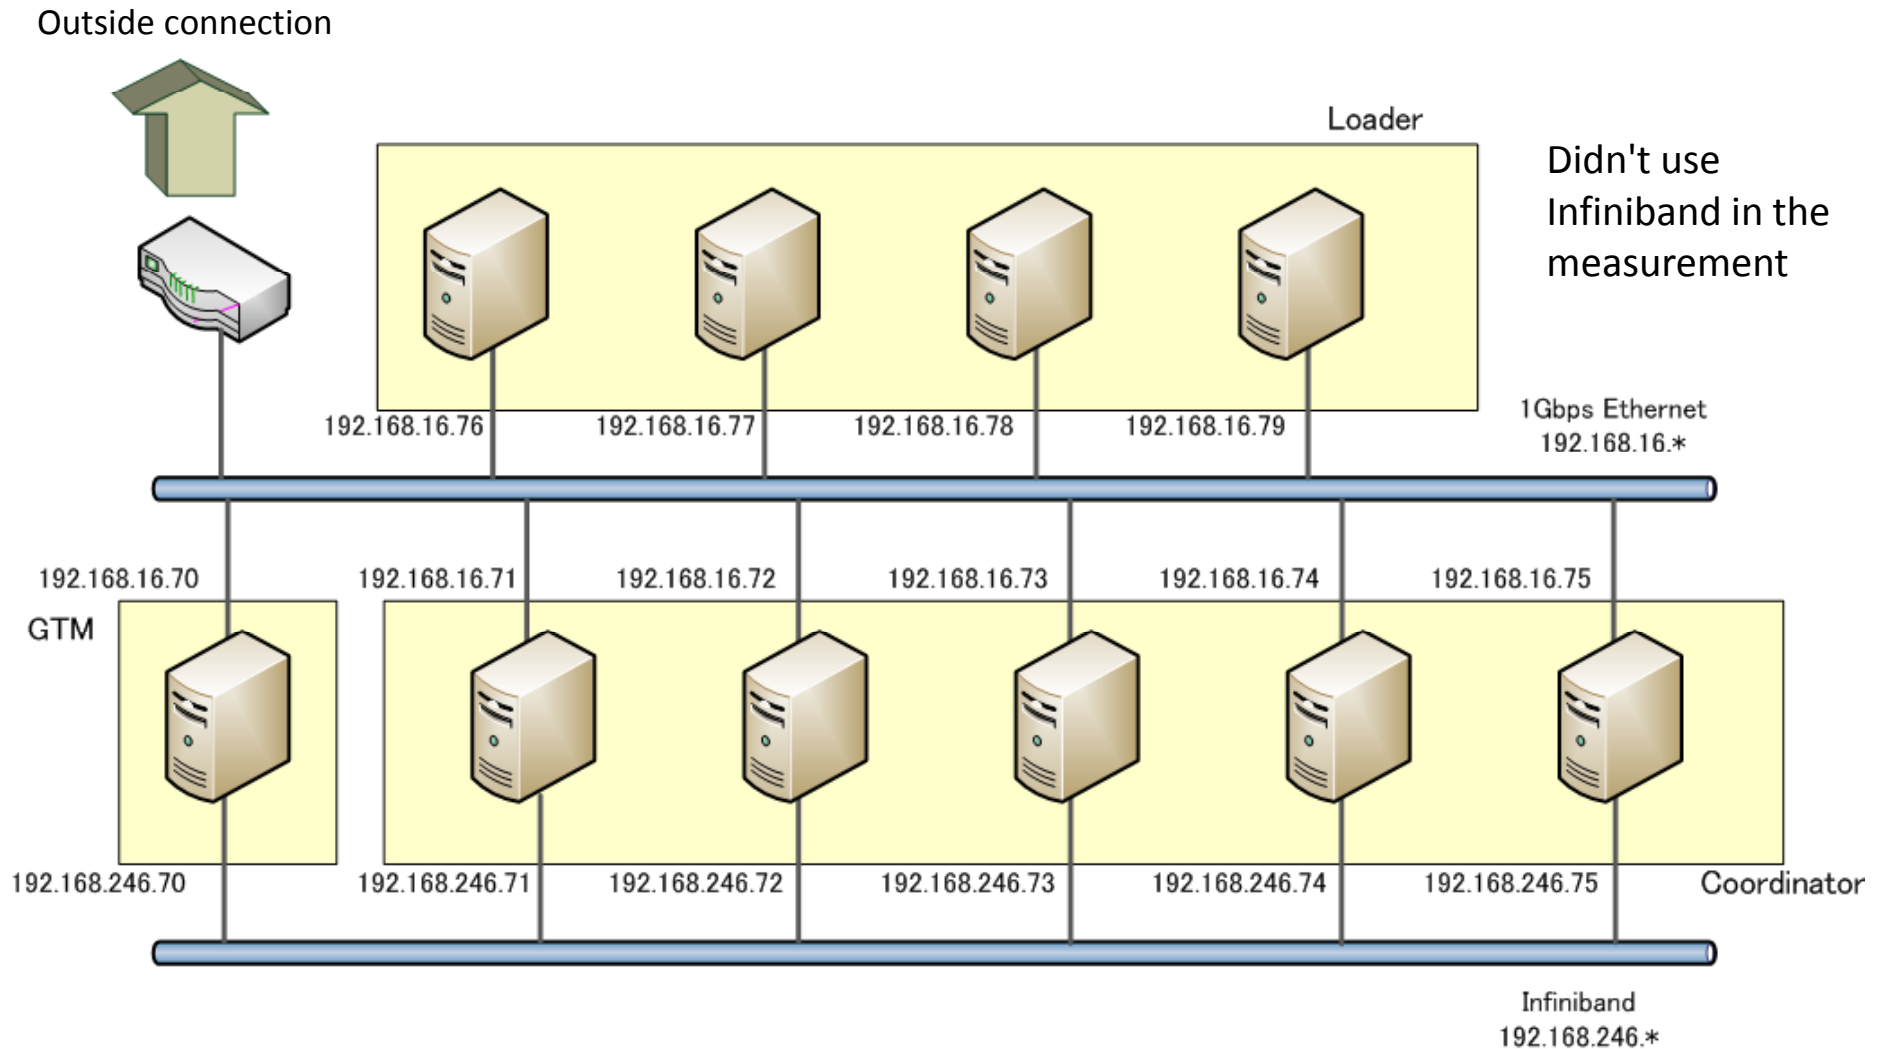 Outside connection
Loader
Didn't use
Infiniband in the
measurement
192.168.16.76
192.168.16.77
192.168.16.78
192.168.16.79
1Gbps Ethernet
192.168.16.*
192.168.16.70
192.168.16.71
192.168.16.72
192.168.16.73
192.168.16.74
192.168.16.75
GTM
192.168.246.70
192.168.246.71
192.168.246.72
192.168.246.73
192.168.246.74
192.168.246.75
Coordinator
Infiniband
192.168.246.*